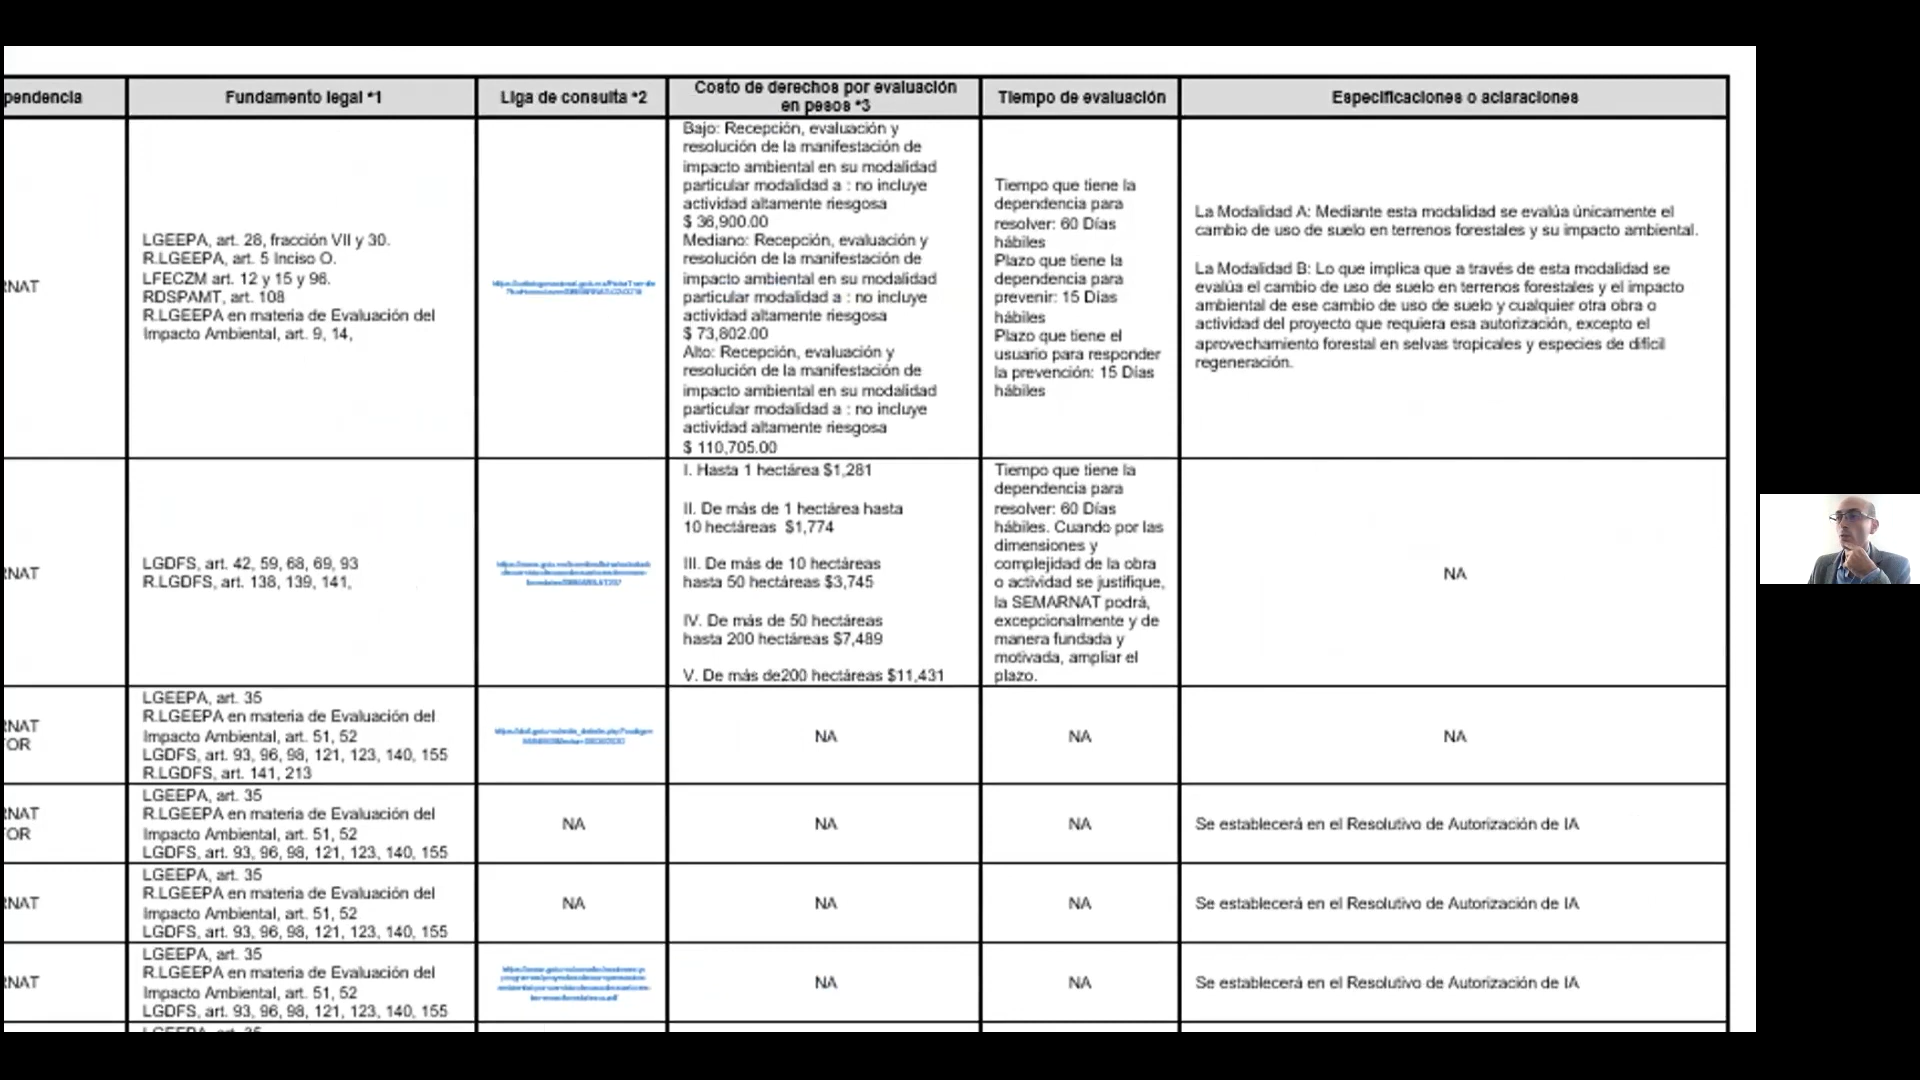 pendencia
Fundamento legal *1
Liga de consulta *2
Costo de derechos por evaluación
en pesos *3
Tiempo de evaluación
Especificaciones o aclaraciones
RNAT
LGEEPA, art. 28, fracción VII y 30.
R.LGEEPA, art. 5 Inciso O.
LFECZM art. 12 y 15 y 96.
RDSPAMT, art. 108
R.LGEEPA en materia de Evaluación del
Impacto Ambiental, art. 9, 14,
Bajo: Recepción, evaluación y
resolución de la manifestación de
impacto ambiental en su modalidad
particular modalidad a : no incluye
actividad altamente riesgosa
$ 36,900.00
Mediano: Recepción, evaluación y
resolución de la manifestación de
impacto ambiental en su modalidad
particular modalidad a : no incluye
actividad altamente riesgosa
$ 73,802.00
Alto: Recepción, evaluación y
resolución de la manifestación de
impacto ambiental en su modalidad
particular modalidad a : no incluye
actividad altamente riesgosa
$ 110,705.00
Tiempo que tiene la
dependencia para
resolver: 60 Días
hábiles
Plazo que tiene la
dependencia para
prevenir: 15 Días
hábiles
Plazo que tiene el
usuario para responder
la prevención: 15 Días
hábiles
La Modalidad A: Mediante esta modalidad se evalúa únicamente el
cambio de uso de suelo en terrenos forestales y su impacto ambiental.
La Modalidad B: Lo que implica que a través de esta modalidad se
evalúa el cambio de uso de suelo en terrenos forestales y el impacto
ambiental de ese cambio de uso de suelo y cualquier otra obra o
actividad del proyecto que requiera esa autorización, excepto el
aprovechamiento forestal en selvas tropicales y especies de difícil
regeneración.
RNAT
LGDFS, art. 42, 59, 68, 69, 93
R.LGDFS, art. 138, 139, 141,
I. Hasta 1 hectárea $1,281
II. De más de 1 hectárea hasta
10 hectáreas $1,774
III. De más de 10 hectáreas
hasta 50 hectáreas $3,745
IV. De más de 50 hectáreas
hasta 200 hectáreas $7,489
V. De más de200 hectáreas $11,431
Tiempo que tiene la
dependencia para
resolver: 60 Días
hábiles. Cuando por las
dimensiones y
complejidad de la obra
o actividad se justifique,
la SEMARNAT podrá,
excepcionalmente y de
manera fundada y
motivada, ampliar el
plazo.
NA
RNAT
TOR
LGEEPA, art. 35
R.LGEEPA en materia de Evaluación del
Impacto Ambiental, art. 51, 52
LGDFS, art. 93, 96, 98, 121, 123, 140, 155
R.LGDFS, art. 141, 213
NA
NA
NA
RNAT
TOR
LGEEPA, art. 35
R.LGEEPA en materia de Evaluación del
Impacto Ambiental, art. 51, 52
LGDFS, art. 93, 96, 98, 121, 123, 140, 155
NA
NA
NA
Se establecerá en el Resolutivo de Autorización de IA
RNAT
LGEEPA, art. 35
R.LGEEPA en materia de Evaluación del
Impacto Ambiental, art. 51, 52
LGDFS, art. 93, 96, 98, 121, 123, 140, 155
NA
NA
NA
Se establecerá en el Resolutivo de Autorización de IA
RNAT
LGEEPA, art. 35
R.LGEEPA en materia de Evaluación del
Impacto Ambiental, art. 51, 52
LGDFS, art. 93, 96, 98, 121, 123, 140, 155
NA
NA
Se establecerá en el Resolutivo de Autorización de IA
LGEEPA, art. 35